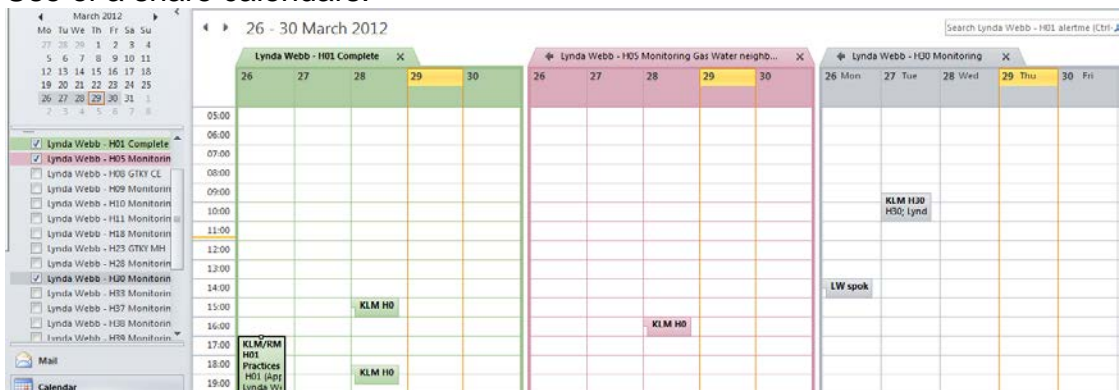 Use of a share calendars.
March 2012
Mo Tu We Th Fr Sa Su
27 28 29 1 2 3 4
5 6 7 8 9 10 11
12 13 14 15 16 17 18
19 20 21 22 23 24 25
26 27 28 29 30 31 1
2 3 4 5 6 7 8
Lynda Webb - H01 Complete
Lynda Webb - H05 Monitorin
Lynda Webb - H08 GTKY CE
Lynda Webb - H09 Monitorin
Lynda Webb - H10 Monitorin
Lynda Webb - H11 Monitorin
Lynda Webb - H18 Monitorin
Lynda Webb - H23 GTKY MH
Lynda Webb - H28 Monitorin
Lynda Webb - H30 Monitorin
Lynda Webb - H33 Monitorin
Lynda Webb - H37 Monitorin
Lynda Webb - H38 Monitorin
Lynda Webb - H39 Monitorin
Mail
Calendar
26 - 30 March 2012
Search Lynda Webb - H01 alertme (Ctrl-
Lynda Webb - H01 Complete
Lynda Webb - H05 Monitoring Gas Water neighb...
Lynda Webb - H30 Monitoring
26 27 28 29 30
26 27 28 29 30
26 Mon 27 Tue 28 Wed 29 Thu 30 Fri
05:00
06:00
07:00
08:00
09:00
10:00
11:00
12:00
13:00
14:00
15:00
16:00
17:00
18:00
19:00
KLM H0
KLM/RM
H01
Practices
H01 (App
Lynda We
KLM H0
KLM H0
KLM H30
H30; Lynd
LW spok